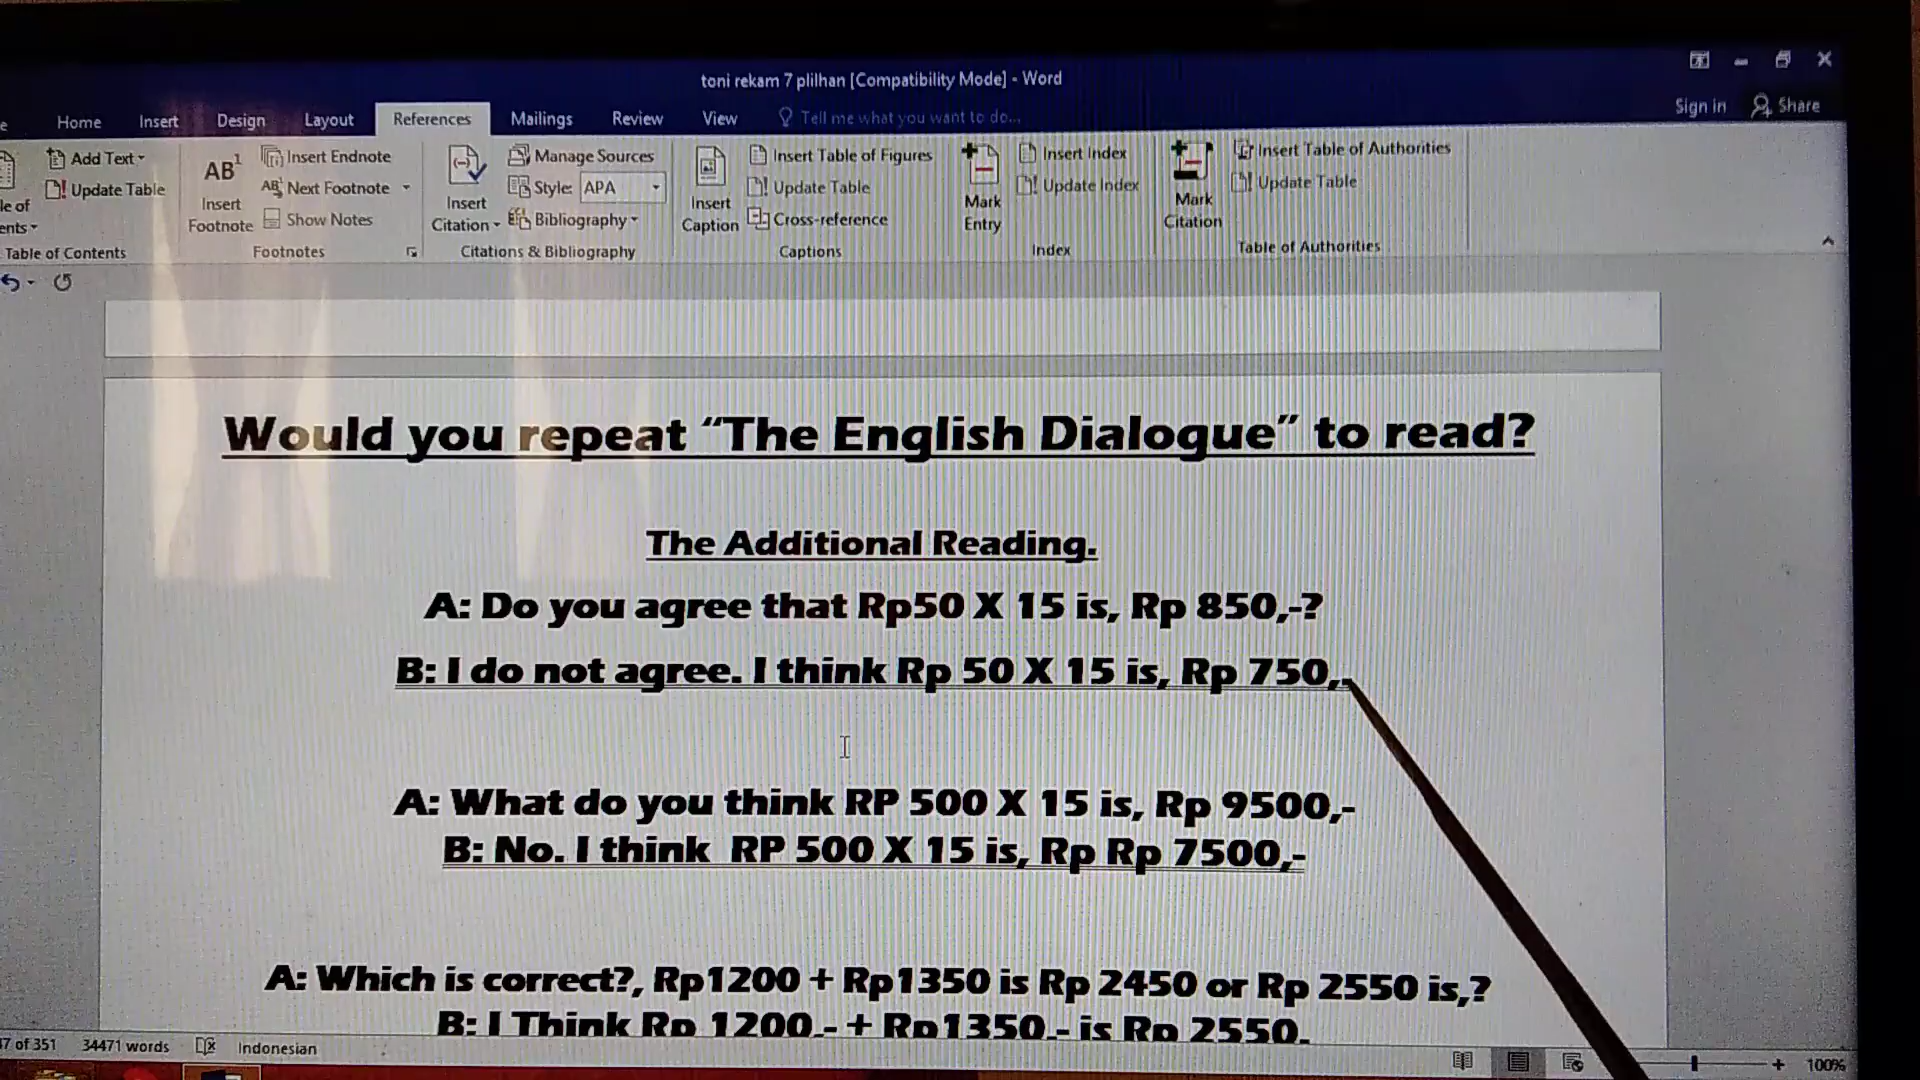 toni rekam 7 plilhan [Compatibility Mode] - Word
Home Insert Design Layout References Mailings Review View Tell me what you want to do... Sign in Share
Add Text
Update Table
Table of Contents
AB1
Insert Footnote
Insert Endnote
Next Footnote
Show Notes
Footnotes
Insert Citation
Manage Sources
Style: APA
Bibliography
Citations & Bibliography
Insert Caption
Insert Table of Figures
Update Table
Cross-reference
Captions
Mark Entry
Insert Index
Update Index
Index
Mark Citation
Insert Table of Authorities
Update Table
Table of Authorities
Would you repeat “The English Dialogue” to read?
The Additional Reading.
A: Do you agree that Rp50 X 15 is, Rp 850,-?
B: I do not agree. I think Rp 50 X 15 is, Rp 750,-
A: What do you think RP 500 X 15 is, Rp 9500,-
B: No. I think RP 500 X 15 is, Rp Rp 7500,-
A: Which is correct?, Rp1200 + Rp1350 is Rp 2450 or Rp 2550 is,?
B: I Think Rp 1200,- + Rp1350,- is Rp 2550.
of 351 34471 words Indonesian 100%